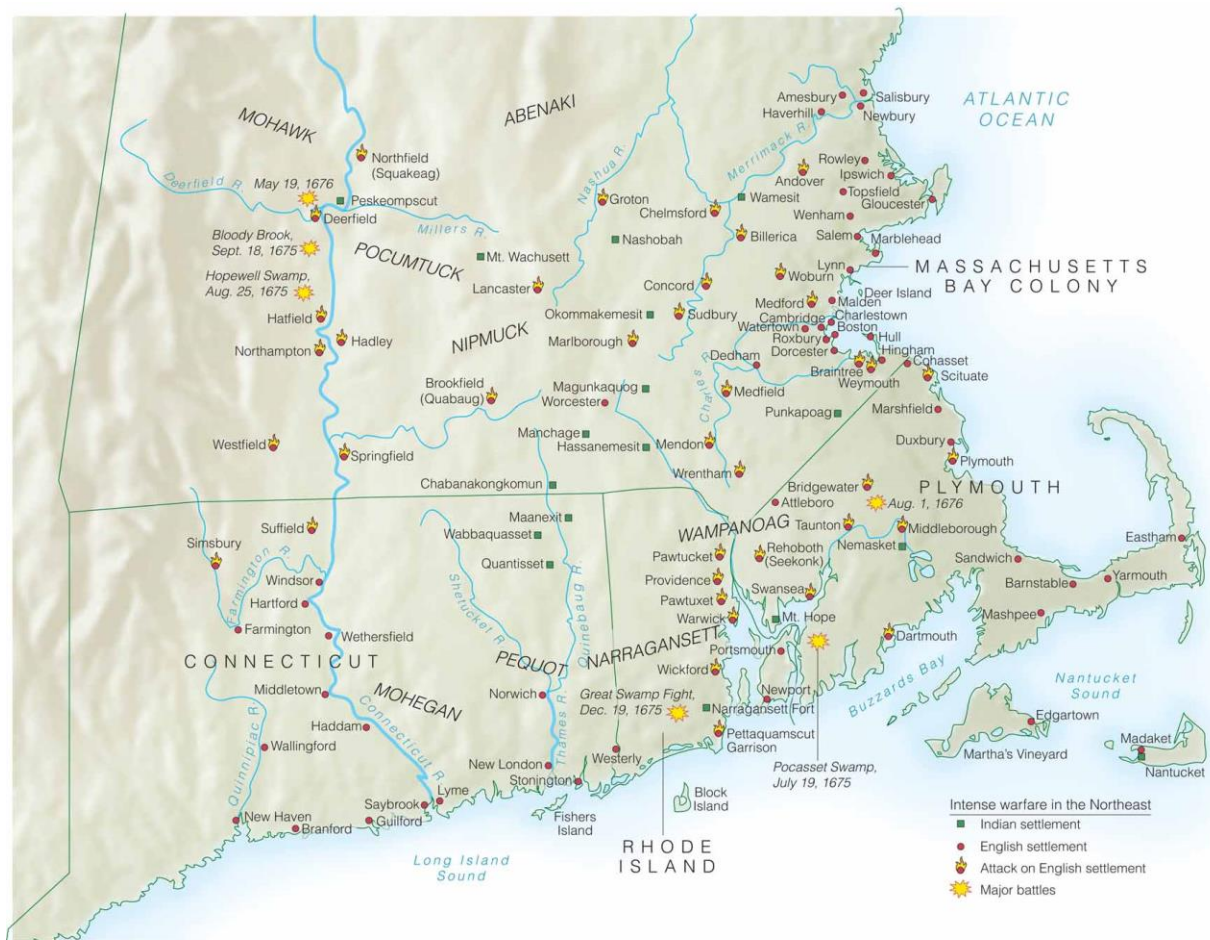 ATLANTIC
OCEAN
Amesbury
Salisbury
Haverhill
Newbury
ABENAKI
MOHAWK
Northfield
(Squakeag)
Nashua R.
Merrimack R.
Rowley
Ipswich
Andover
Topsfield
Gloucester
Deerfield R.
May 19, 1676
Peskeompscut
Groton
Chelmsford
Wamesit
Wenham
Deerfield
Millers R.
Bloody Brook,
Sept. 18, 1675
Nashobah
Billerica
Salem
Marblehead
POCUMTUCK
Mt. Wachusett
Hopewell Swamp,
Aug. 25, 1675
Lancaster
Concord
Woburn
Lynn
MASSACHUSETTS
BAY COLONY
Deer Island
Medford
Malden
Hatfield
Okommakemesit
Sudbury
Cambridge
Charlestown
Watertown
Boston
Roxbury
Hull
NIPMUCK
Marlborough
Hadley
Northampton
Dorcester
Hingham
Dedham
Cohasset
Braintree
Weymouth
Scituate
Brookfield
(Quabaug)
Magunkaquog
Worcester
Charles
Medfield
Punkapoag
Marshfield
Westfield
Springfield
Manchage
Hassanemesit
Mendon
Duxbury
Plymouth
Wrentham
Chabanakongkomun
Bridgewater
PLYMOUTH
Attleboro
Aug. 1, 1676
Suffield
Maanexit
WAMPANOAG
Taunton
Middleborough
Simsbury
Wabbaquasset
Nemasket
Eastham
Farmington R.
Pawtucket
Rehoboth
(Seekonk)
Sandwich
Quantisset
Windsor
Providence
Swansea
Barnstable
Yarmouth
Hartford
Shetucket R.
Quinebaug R.
Pawtuxet
Warwick
Mt. Hope
Mashpee
Farmington
Wethersfield
Dartmouth
CONNECTICUT
PEQUOT
NARRAGANSETT
Portsmouth
Wickford
Buzzards Bay
Nantucket
Sound
Middletown
MOHEGAN
Norwich
Great Swamp Fight,
Dec. 19, 1675
Newport
Narragansett Fort
Haddam
Connecticut R.
Thames R.
Edgartown
Quinnipiac R.
Wallingford
Pettaquamscut
Garrison
Madaket
Martha's Vineyard
Nantucket
Westerly
New London
Stonington
Pocasset Swamp,
July 19, 1675
Lyme
Saybrook
Block
Island
New Haven
Guilford
Branford
Fishers
Island
RHODE
ISLAND
Long Island
Sound
Intense warfare in the Northeast
Indian settlement
English settlement
Attack on English settlement
Major battles